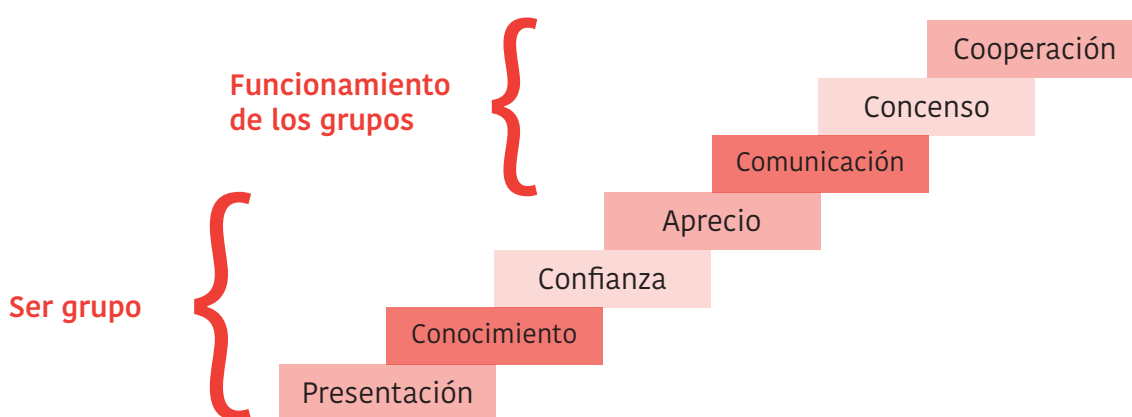 Cooperación
Funcionamiento
de los grupos
Concenso
Comunicación
Aprecio
Confianza
Ser grupo
Conocimiento
Presentación